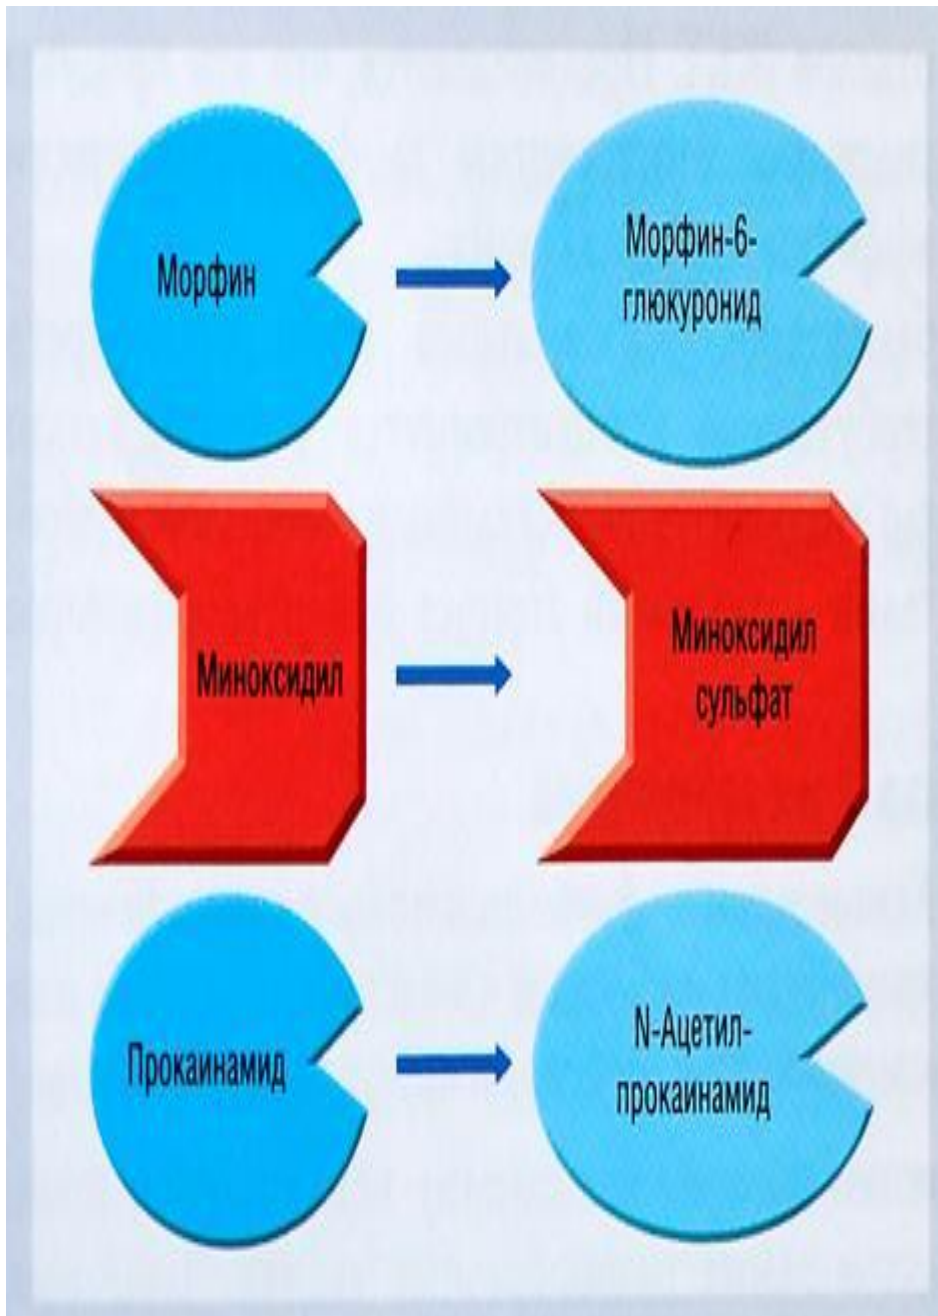 Морфин
Морфин-6-
глюкуронид
Миноксидил
Миноксидил
сульфат
Прокаинамид
N-Ацетил-
прокаинамид